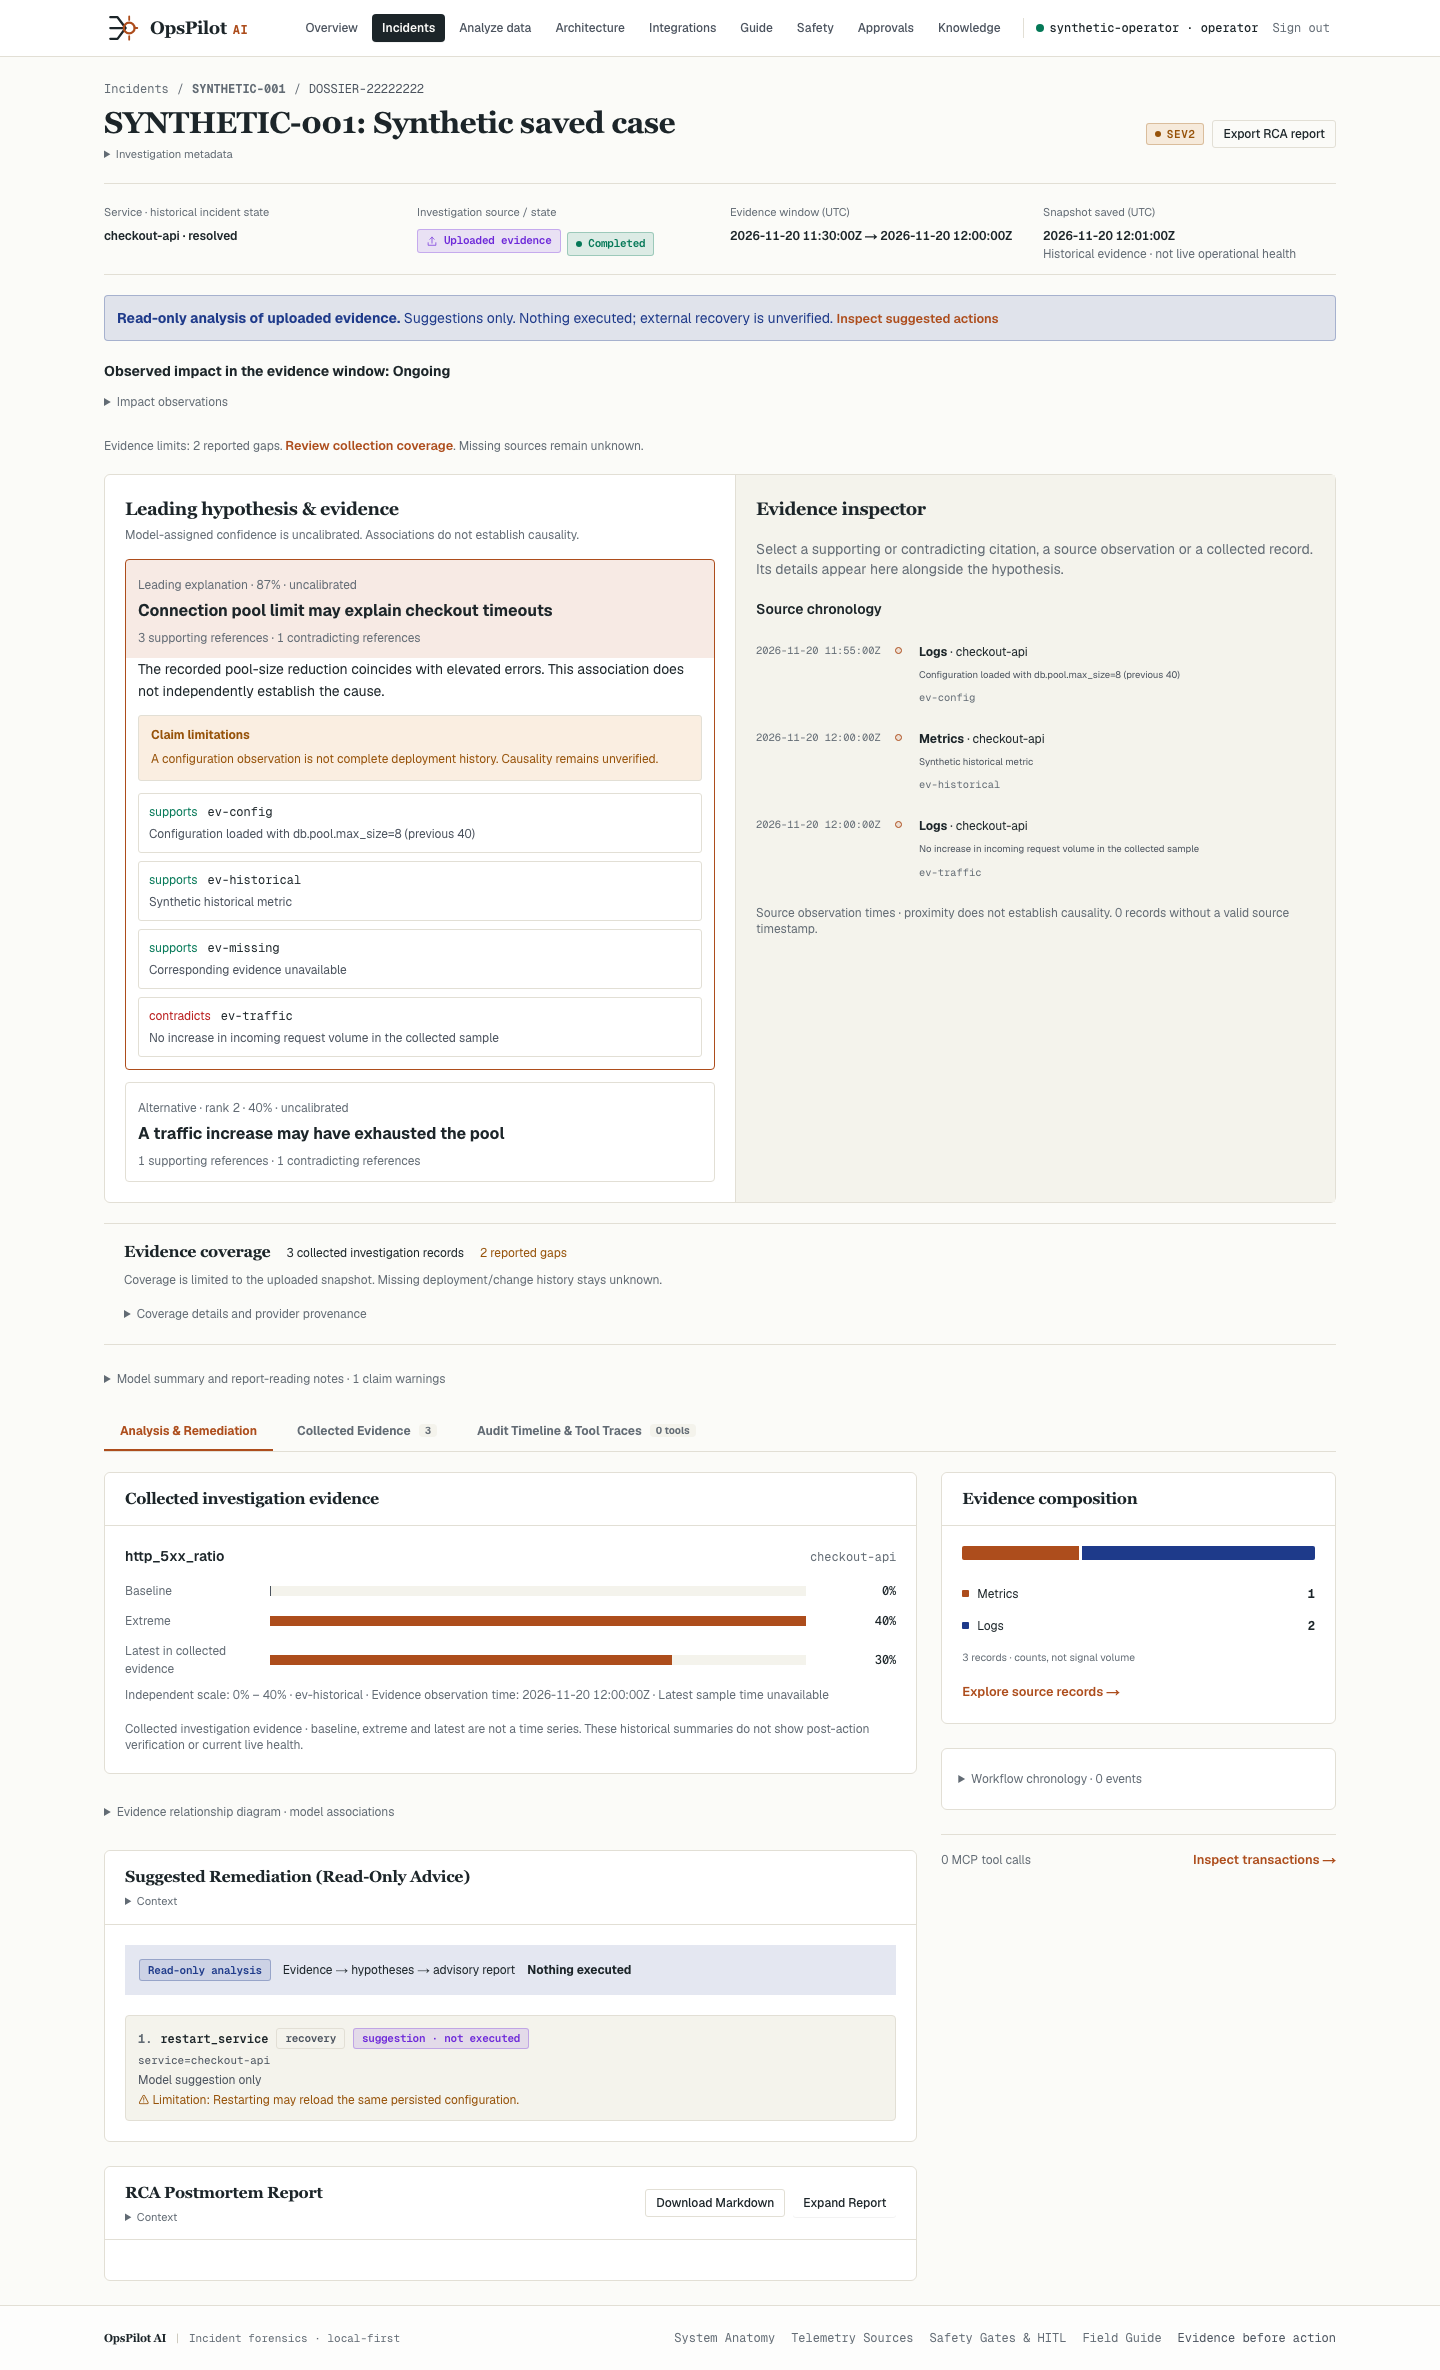 OpsPilot AI
Overview Incidents Analyze data Architecture Integrations Guide Safety Approvals Knowledge synthetic-operator · operator Sign out
Incidents / SYNTHETIC-001 / DOSSIER-22222222
SYNTHETIC-001: Synthetic saved case
SEV2 Export RCA report
▶ Investigation metadata
Service · historical incident state
checkout-api · resolved
Investigation source / state
Uploaded evidence Completed
Evidence window (UTC)
2026-11-20 11:30:00Z → 2026-11-20 12:00:00Z
Snapshot saved (UTC)
2026-11-20 12:01:00Z
Historical evidence · not live operational health
Read-only analysis of uploaded evidence. Suggestions only. Nothing executed; external recovery is unverified. Inspect suggested actions
Observed impact in the evidence window: Ongoing
▶ Impact observations
Evidence limits: 2 reported gaps. Review collection coverage. Missing sources remain unknown.
Leading hypothesis & evidence
Model-assigned confidence is uncalibrated. Associations do not establish causality.
Leading explanation · 87% · uncalibrated
Connection pool limit may explain checkout timeouts
3 supporting references · 1 contradicting references
The recorded pool-size reduction coincides with elevated errors. This association does
not independently establish the cause.
Claim limitations
A configuration observation is not complete deployment history. Causality remains unverified.
supports ev-config
Configuration loaded with db.pool.max_size=8 (previous 40)
supports ev-historical
Synthetic historical metric
supports ev-missing
Corresponding evidence unavailable
contradicts ev-traffic
No increase in incoming request volume in the collected sample
Alternative · rank 2 · 40% · uncalibrated
A traffic increase may have exhausted the pool
1 supporting references · 1 contradicting references
Evidence inspector
Select a supporting or contradicting citation, a source observation or a collected record.
Its details appear here alongside the hypothesis.
Source chronology
2026-11-20 11:55:00Z Logs · checkout-api
Configuration loaded with db.pool.max_size=8 (previous 40)
ev-config
2026-11-20 12:00:00Z Metrics · checkout-api
Synthetic historical metric
ev-historical
2026-11-20 12:00:00Z Logs · checkout-api
No increase in incoming request volume in the collected sample
ev-traffic
Source observation times · proximity does not establish causality. 0 records without a valid source
timestamp.
Evidence coverage 3 collected investigation records 2 reported gaps
Coverage is limited to the uploaded snapshot. Missing deployment/change history stays unknown.
▶ Coverage details and provider provenance
▶ Model summary and report-reading notes · 1 claim warnings
Analysis & Remediation Collected Evidence 3 Audit Timeline & Tool Traces 0 tools
Collected investigation evidence
http_5xx_ratio checkout-api
Baseline 0%
Extreme 40%
Latest in collected
evidence 30%
Independent scale: 0% – 40% · ev-historical · Evidence observation time: 2026-11-20 12:00:00Z · Latest sample time unavailable
Collected investigation evidence · baseline, extreme and latest are not a time series. These historical summaries do not show post-action
verification or current live health.
Evidence composition
Metrics 1
Logs 2
3 records · counts, not signal volume
Explore source records →
▶ Workflow chronology · 0 events
0 MCP tool calls Inspect transactions →
▶ Evidence relationship diagram · model associations
Suggested Remediation (Read-Only Advice)
▶ Context
Read-only analysis Evidence → hypotheses → advisory report Nothing executed
1. restart_service recovery suggestion · not executed
service=checkout-api
Model suggestion only
⚠ Limitation: Restarting may reload the same persisted configuration.
RCA Postmortem Report
▶ Context
Download Markdown Expand Report
OpsPilot AI | Incident forensics · local-first
System Anatomy Telemetry Sources Safety Gates & HITL Field Guide Evidence before action